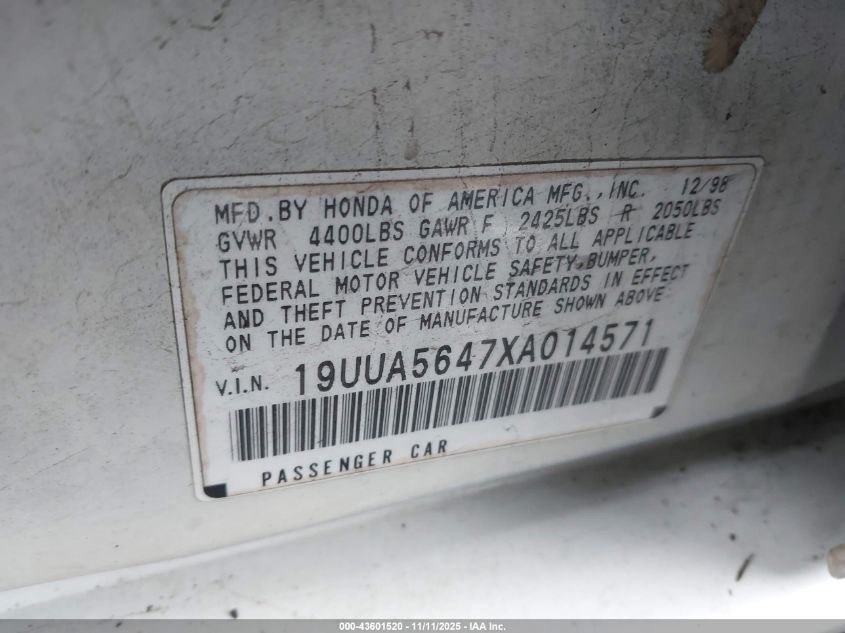 MFD. BY HONDA OF AMERICA MFG., INC. 12/98
GVWR 4400LBS GAWR F 2425LBS R 2050LBS
THIS VEHICLE CONFORMS TO ALL APPLICABLE
FEDERAL MOTOR VEHICLE SAFETY, BUMPER,
AND THEFT PREVENTION STANDARDS IN EFFECT
ON THE DATE OF MANUFACTURE SHOWN ABOVE
V.I.N. 19UUA5647XA014571
PASSENGER CAR
000-43601520 - 11/11/2025 - IAA Inc.